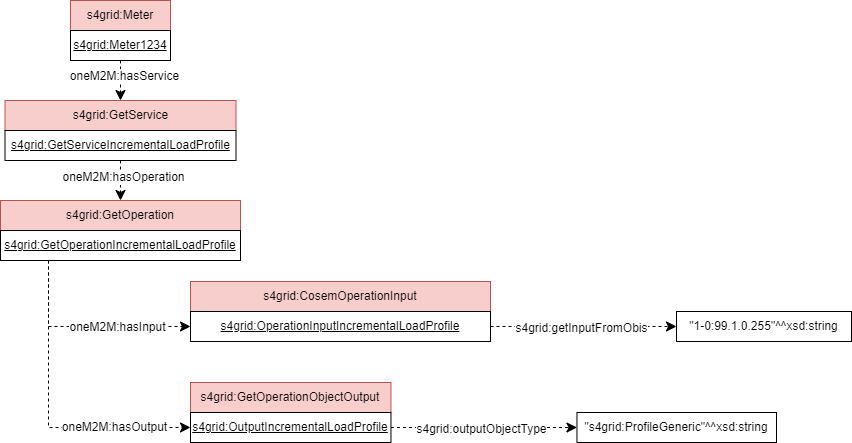 s4grid:Meter
s4grid:Meter1234
oneM2M:hasService
s4grid:GetService
s4grid:GetServiceIncrementalLoadProfile
oneM2M:hasOperation
s4grid:GetOperation
s4grid:GetOperationIncrementalLoadProfile
s4grid:CosemOperationInput
oneM2M:hasInput
s4grid:OperationInputIncrementalLoadProfile
s4grid:getInputFromObis
"1-0:99.1.0.255"^^xsd:string
s4grid:GetOperationObjectOutput
oneM2M:hasOutput
s4grid:OutputIncrementalLoadProfile
s4grid:outputObjectType
"s4grid:ProfileGeneric"^^xsd:string